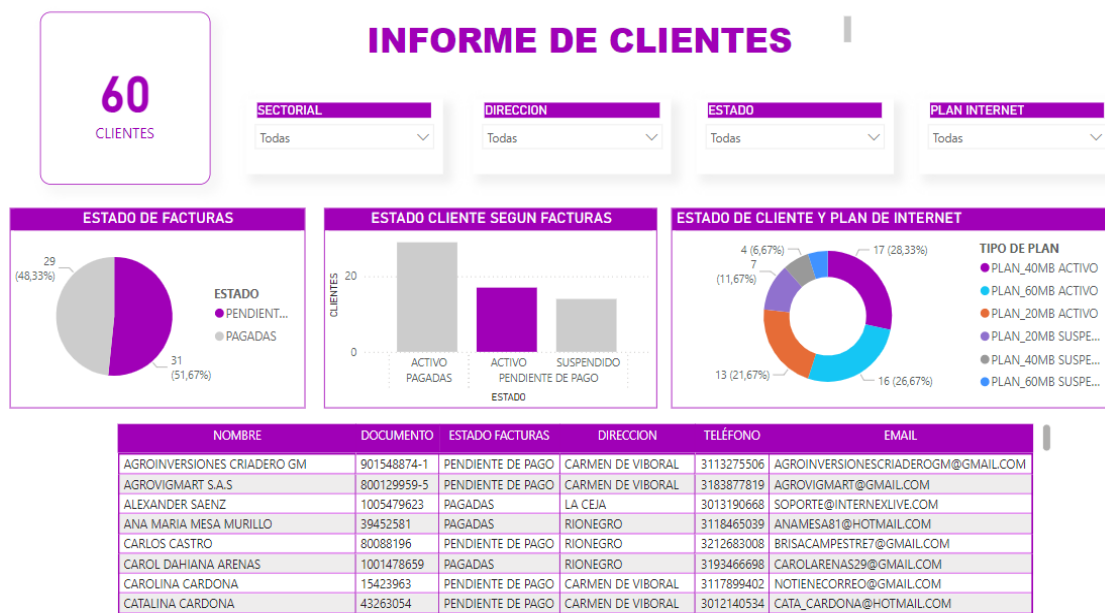 INFORME DE CLIENTES
60
CLIENTES
SECTORIAL
Todas
DIRECCION
Todas
ESTADO
Todas
PLAN INTERNET
Todas
ESTADO DE FACTURAS
29
(48,33%)
31
(51,67%)
ESTADO
PENDIENT...
PAGADAS
ESTADO CLIENTE SEGUN FACTURAS
CLIENTES
20
0
ACTIVO
PAGADAS
ACTIVO
SUSPENDIDO
PENDIENTE DE PAGO
ESTADO
ESTADO DE CLIENTE Y PLAN DE INTERNET
4 (6,67%)
7
(11,67%)
13 (21,67%)
17 (28,33%)
16 (26,67%)
TIPO DE PLAN
PLAN_40MB ACTIVO
PLAN_60MB ACTIVO
PLAN_20MB ACTIVO
PLAN_20MB SUSPE...
PLAN_40MB SUSPE...
PLAN_60MB SUSPE...
NOMBRE DOCUMENTO ESTADO FACTURAS DIRECCION TELÉFONO EMAIL
AGROINVERSIONES CRIADERO GM 901548874-1 PENDIENTE DE PAGO CARMEN DE VIBORAL 3113275506 AGROINVERSIONESCRIADEROGM@GMAIL.COM
AGROVIGMART S.A.S 800129959-5 PENDIENTE DE PAGO CARMEN DE VIBORAL 3183877819 AGROVIGMART@GMAIL.COM
ALEXANDER SAENZ 1005479623 PAGADAS LA CEJA 3013190668 SOPORTE@INTERNEXLIVE.COM
ANA MARIA MESA MURILLO 39452581 PAGADAS RIONEGRO 3118465039 ANAMESA81@HOTMAIL.COM
CARLOS CASTRO 80088196 PENDIENTE DE PAGO RIONEGRO 3212683008 BRISACAMPESTRE7@GMAIL.COM
CAROL DAHIANA ARENAS 1001478659 PAGADAS RIONEGRO 3193466698 CAROLARENAS29@GMAIL.COM
CAROLINA CARDONA 15423963 PENDIENTE DE PAGO CARMEN DE VIBORAL 3117899402 NOTIENECORREO@GMAIL.COM
CATALINA CARDONA 43263054 PENDIENTE DE PAGO CARMEN DE VIBORAL 3012140534 CATA_CARDONA@HOTMAIL.COM